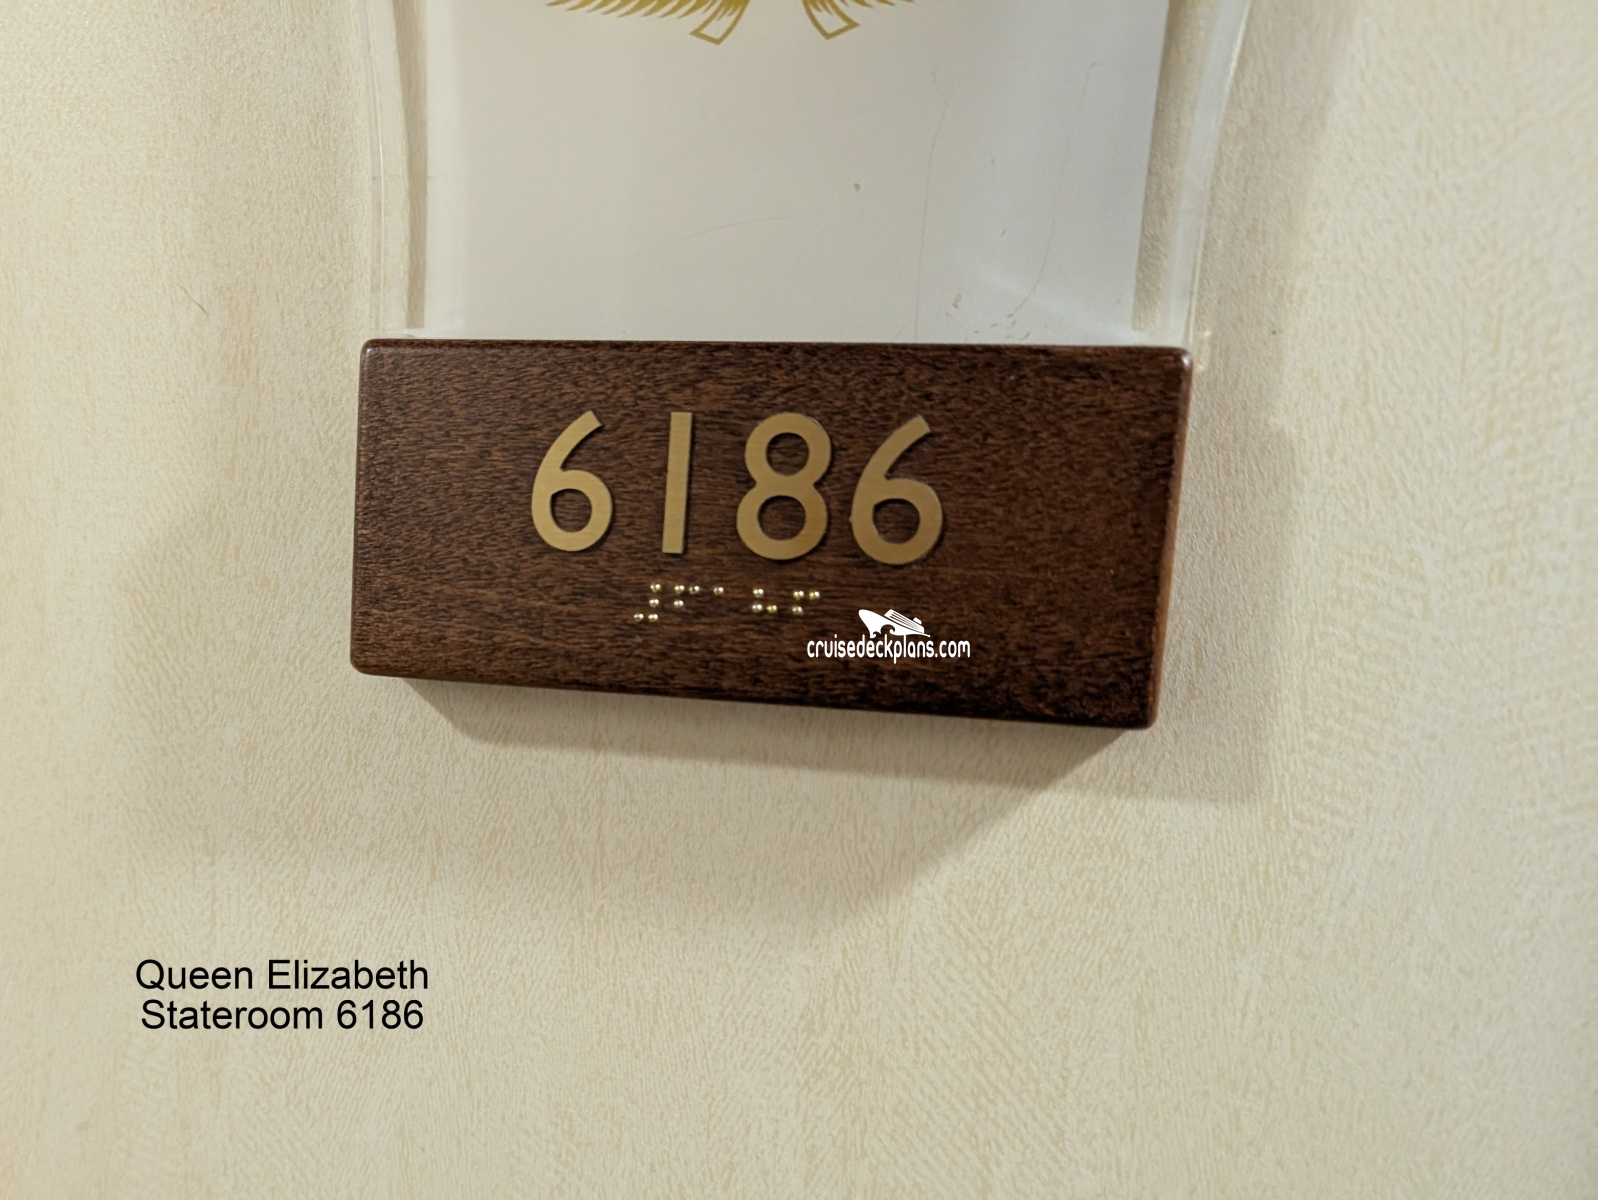 6186
⠼⠋⠁⠓⠋
cruisedeckplans.com
Queen Elizabeth
Stateroom 6186